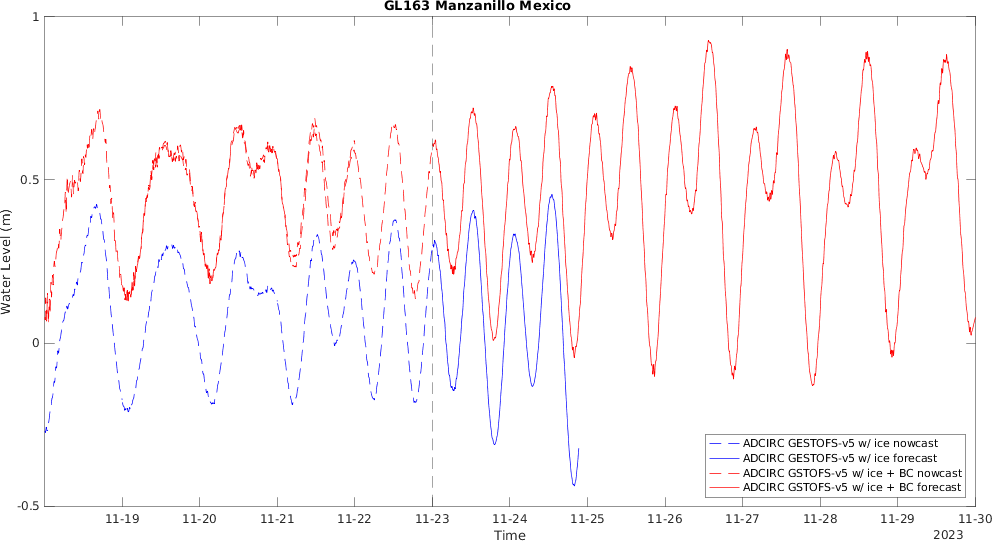 GL163 Manzanillo Mexico
1
0.5
0
-0.5
Water Level (m)
ADCIRC GESTOFS-v5 w/ ice nowcast
ADCIRC GESTOFS-v5 w/ ice forecast
ADCIRC GSTOFS-v5 w/ ice + BC nowcast
ADCIRC GSTOFS-v5 w/ ice + BC forecast
11-19 11-20 11-21 11-22 11-23 11-24 11-25 11-26 11-27 11-28 11-29 11-30
Time
2023